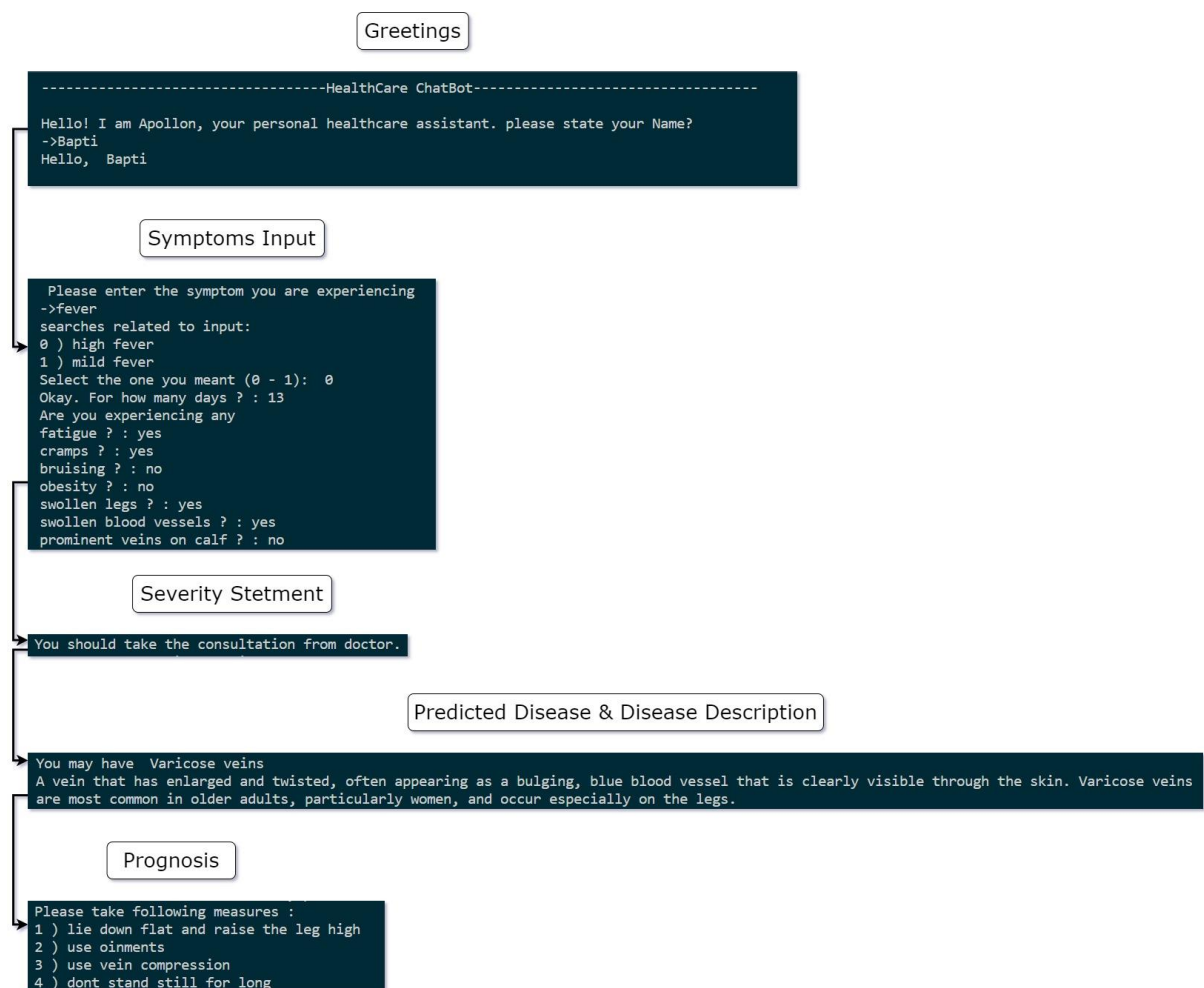 Greetings
-----------------------------------HealthCare ChatBot-----------------------------------
Hello! I am Apollon, your personal healthcare assistant. please state your Name?
->Bapti
Hello,  Bapti
Symptoms Input
Please enter the symptom you are experiencing
->fever
searches related to input:
0 ) high fever
1 ) mild fever
Select the one you meant (0 - 1):  0
Okay. For how many days ? : 13
Are you experiencing any
fatigue ? : yes
cramps ? : yes
bruising ? : no
obesity ? : no
swollen legs ? : yes
swollen blood vessels ? : yes
prominent veins on calf ? : no
Severity Stetment
You should take the consultation from doctor.
Predicted Disease & Disease Description
You may have  Varicose veins
A vein that has enlarged and twisted, often appearing as a bulging, blue blood vessel that is clearly visible through the skin. Varicose veins
are most common in older adults, particularly women, and occur especially on the legs.
Prognosis
Please take following measures :
1 ) lie down flat and raise the leg high
2 ) use oinments
3 ) use vein compression
4 ) dont stand still for long